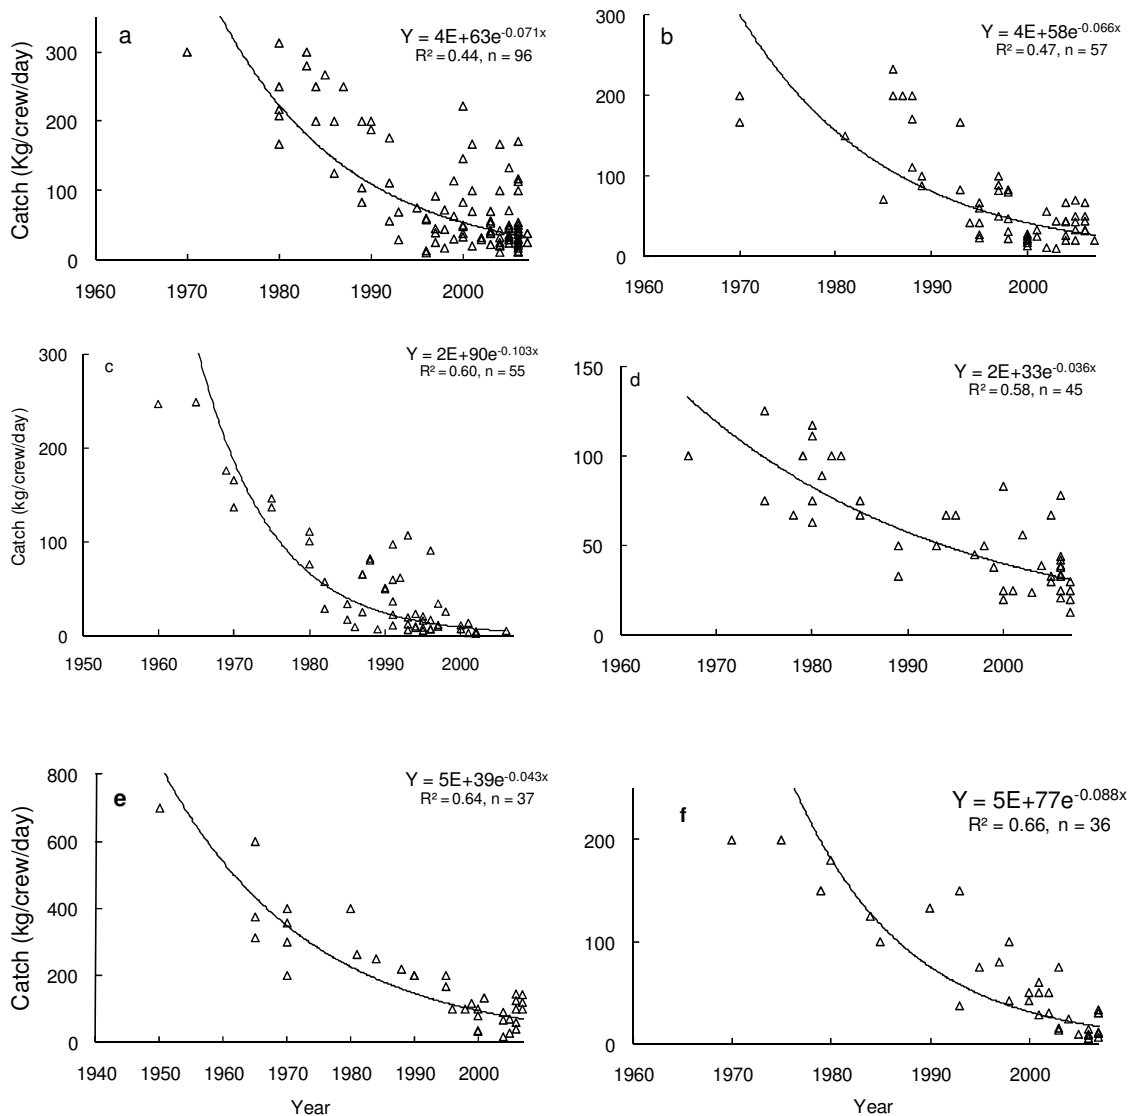 a
Y = 4E+63e-0.071x
R² = 0.44, n = 96
Catch (Kg/crew/day)
300
200
100
0
1960 1970 1980 1990 2000
b
Y = 4E+58e-0.066x
R² = 0.47, n = 57
300
200
100
0
1960 1970 1980 1990 2000
c
Y = 2E+90e-0.103x
R² = 0.60, n = 55
Catch (kg/crew/day)
300
200
100
0
1950 1960 1970 1980 1990 2000
d
Y = 2E+33e-0.036x
R² = 0.58, n = 45
150
100
50
0
1960 1970 1980 1990 2000
e
Y = 5E+39e-0.043x
R² = 0.64, n = 37
Catch (kg/crew/day)
800
600
400
200
0
1940 1950 1960 1970 1980 1990 2000
Year
f
Y = 5E+77e-0.088x
R² = 0.66, n = 36
200
100
0
1960 1970 1980 1990 2000
Year